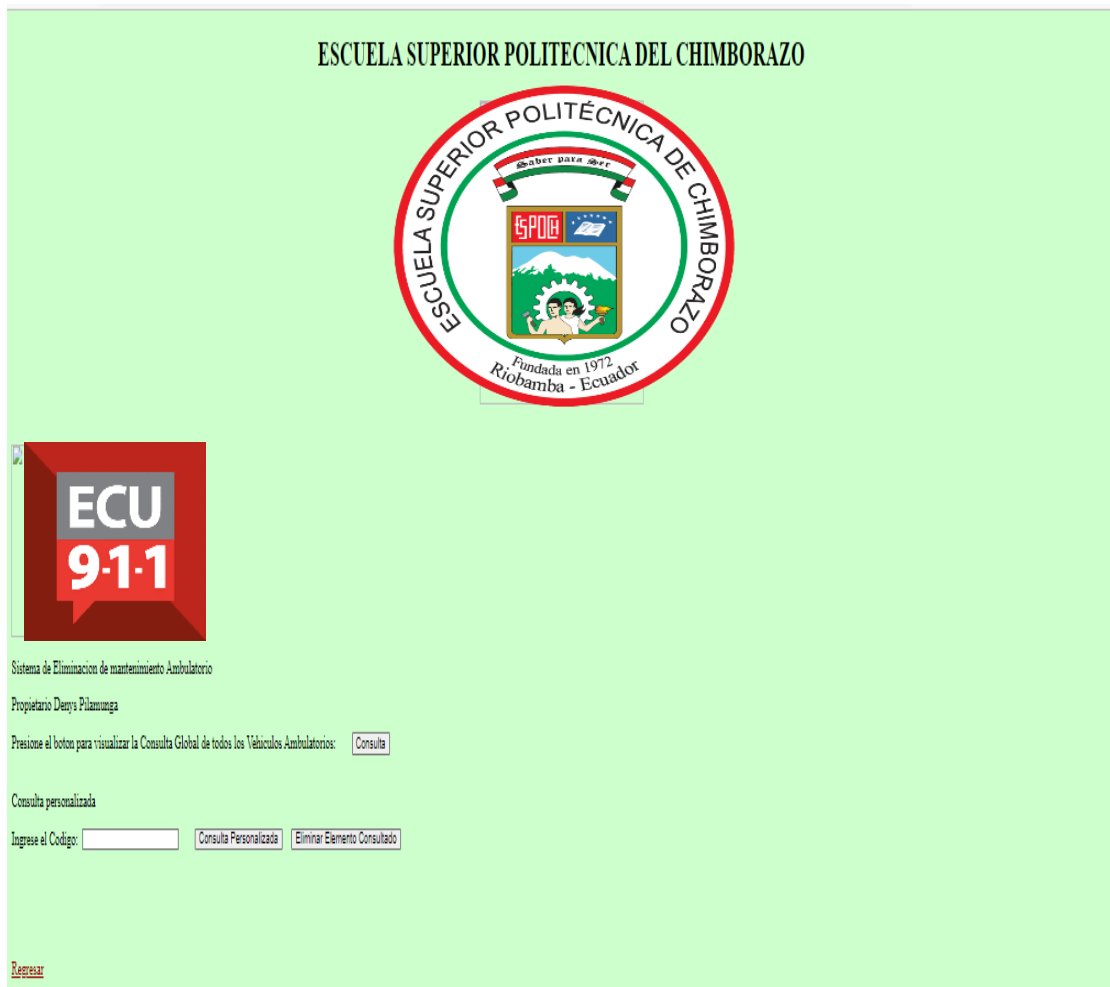 ESCUELA SUPERIOR POLITECNICA DEL CHIMBORAZO
ESCUELA SUPERIOR POLITÉCNICA DE CHIMBORAZO
Saber para Ser
ESPOCH
Fundada en 1972
Riobamba - Ecuador
ECU
9-1-1
Sistema de Eliminacion de mantenimiento Ambulatorio
Propietario Denys Pilamunga
Presione el boton para visualizar la Consulta Global de todos los Vehiculos Ambulatorios: Consulta
Consulta personalizada
Ingrese el Codigo: Consulta Personalizada Eliminar Elemento Consultado
Regresar